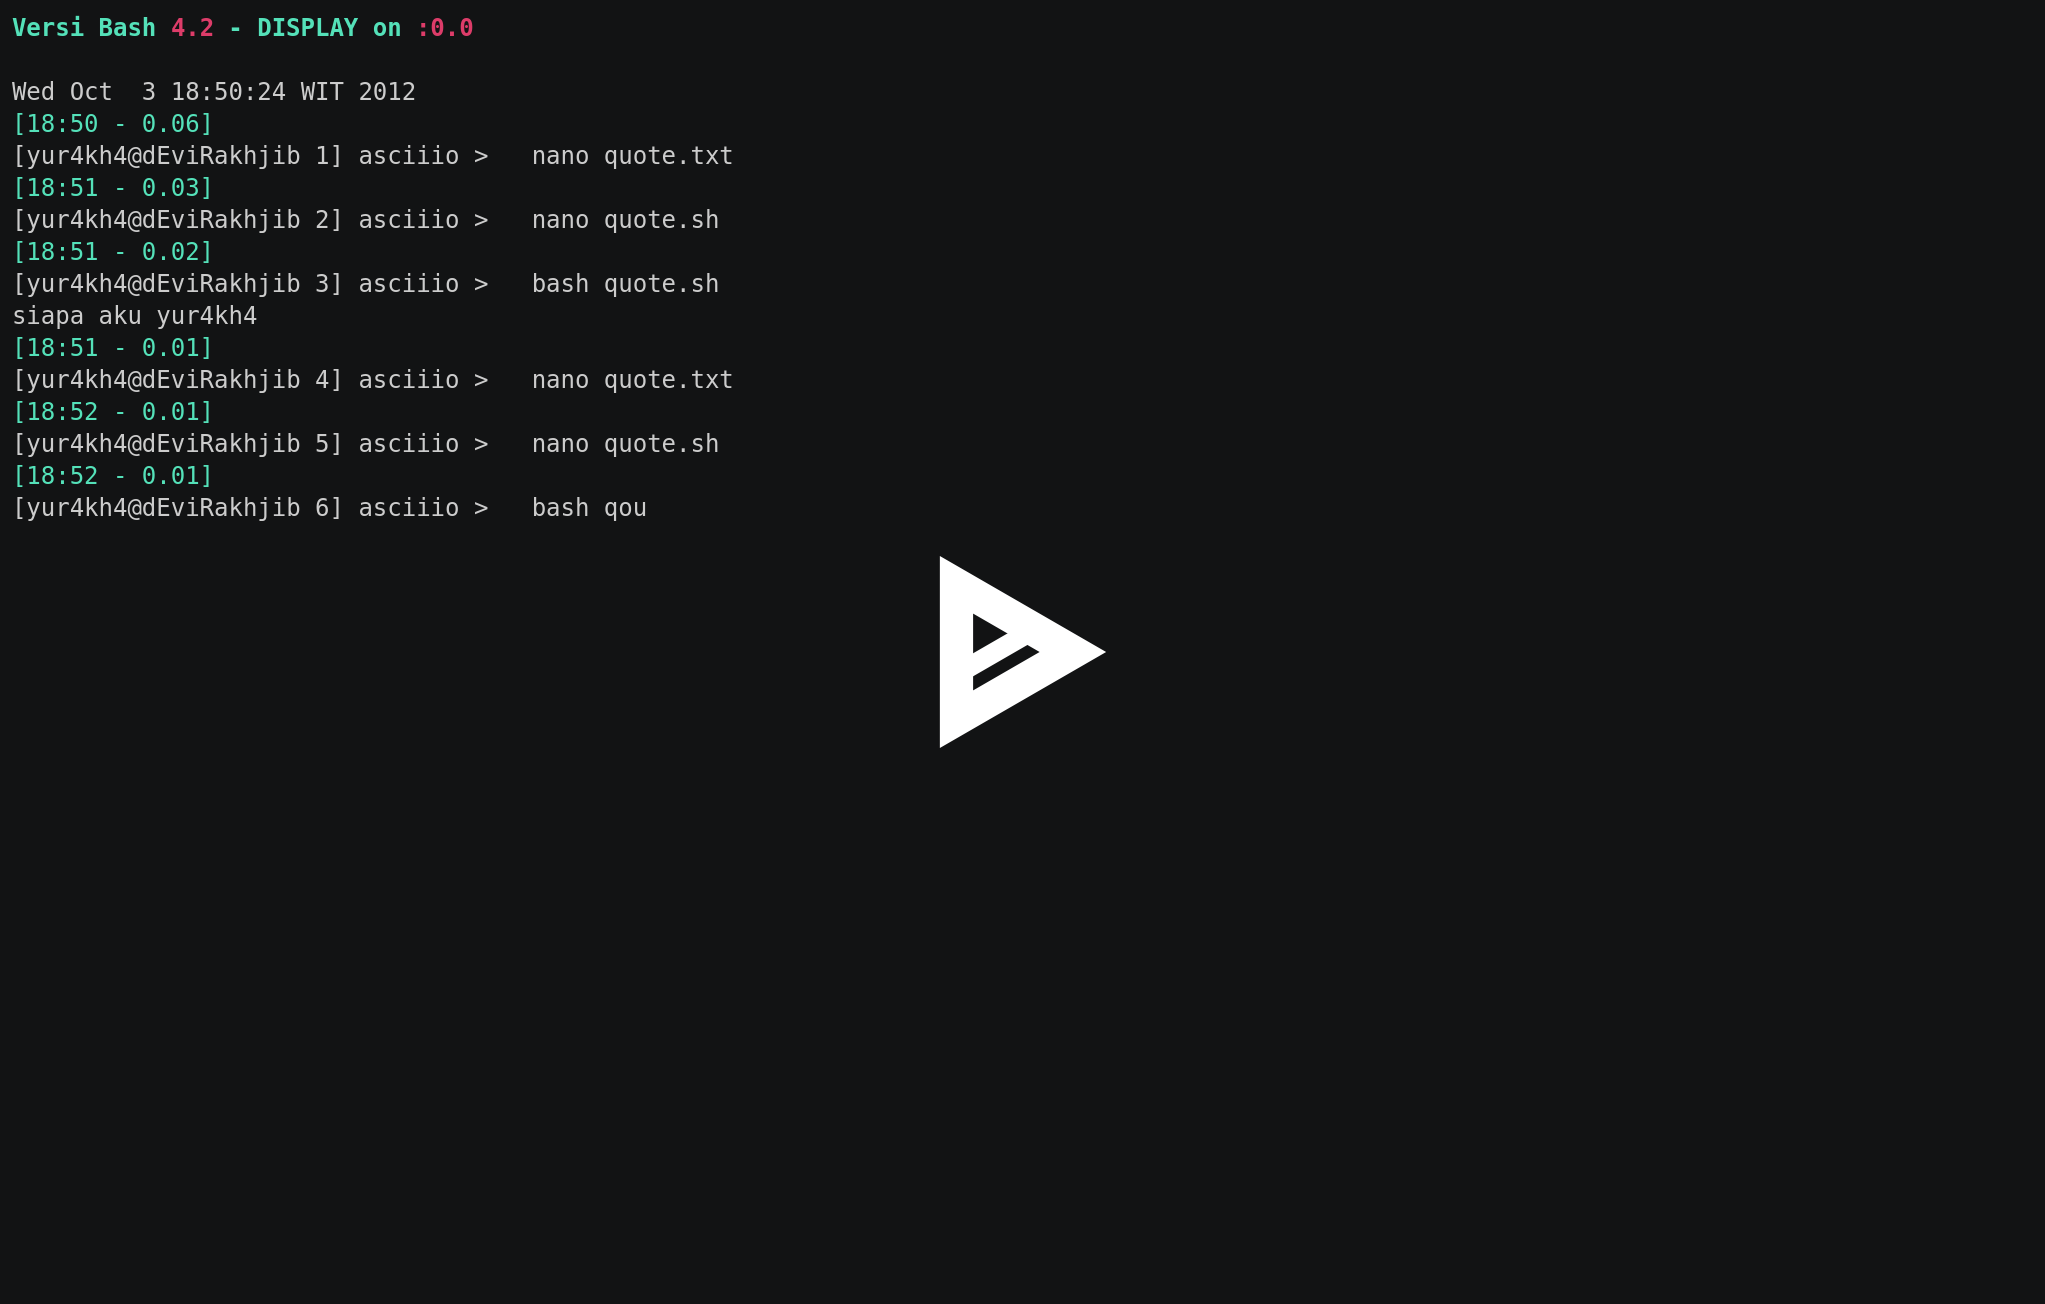 Versi Bash 4.2 - DISPLAY on :0.0
Wed Oct  3 18:50:24 WIT 2012
[18:50 - 0.06]
[yur4kh4@dEviRakhjib 1] asciiio >   nano quote.txt
[18:51 - 0.03]
[yur4kh4@dEviRakhjib 2] asciiio >   nano quote.sh
[18:51 - 0.02]
[yur4kh4@dEviRakhjib 3] asciiio >   bash quote.sh
siapa aku yur4kh4
[18:51 - 0.01]
[yur4kh4@dEviRakhjib 4] asciiio >   nano quote.txt
[18:52 - 0.01]
[yur4kh4@dEviRakhjib 5] asciiio >   nano quote.sh
[18:52 - 0.01]
[yur4kh4@dEviRakhjib 6] asciiio >   bash qou